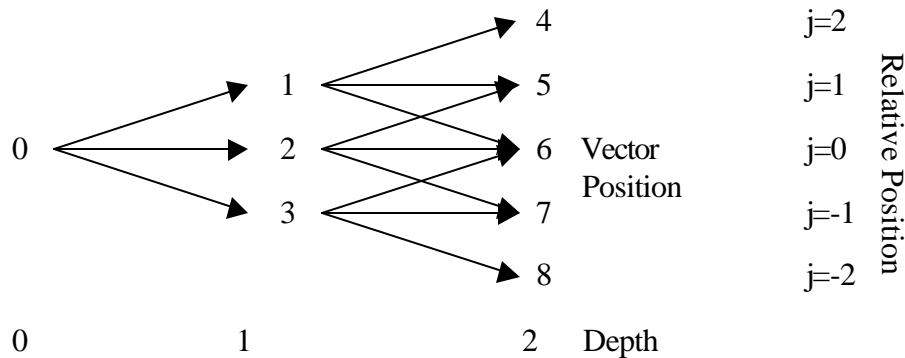 4 j=2
1 5 j=1
0 2 6 Vector j=0
Position
3 7 j=-1
8 j=-2
Relative Position
0 1 2 Depth